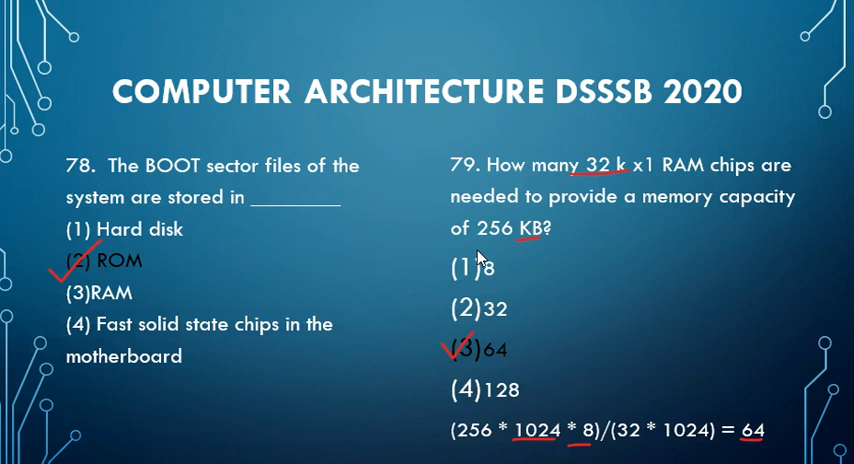 COMPUTER ARCHITECTURE DSSSB 2020
78. The BOOT sector files of the
system are stored in __________
(1) Hard disk
(2) ROM
(3)RAM
(4) Fast solid state chips in the
motherboard
79. How many 32 k x1 RAM chips are
needed to provide a memory capacity
of 256 KB?
(1)8
(2)32
(3)64
(4)128
(256 * 1024 * 8)/(32 * 1024) = 64